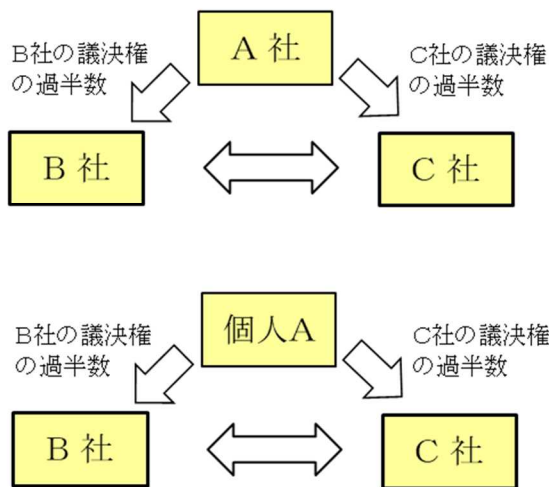 A 社
B社の議決権
の過半数
C社の議決権
の過半数
B 社
C 社
個人A
B社の議決権
の過半数
C社の議決権
の過半数
B 社
C 社